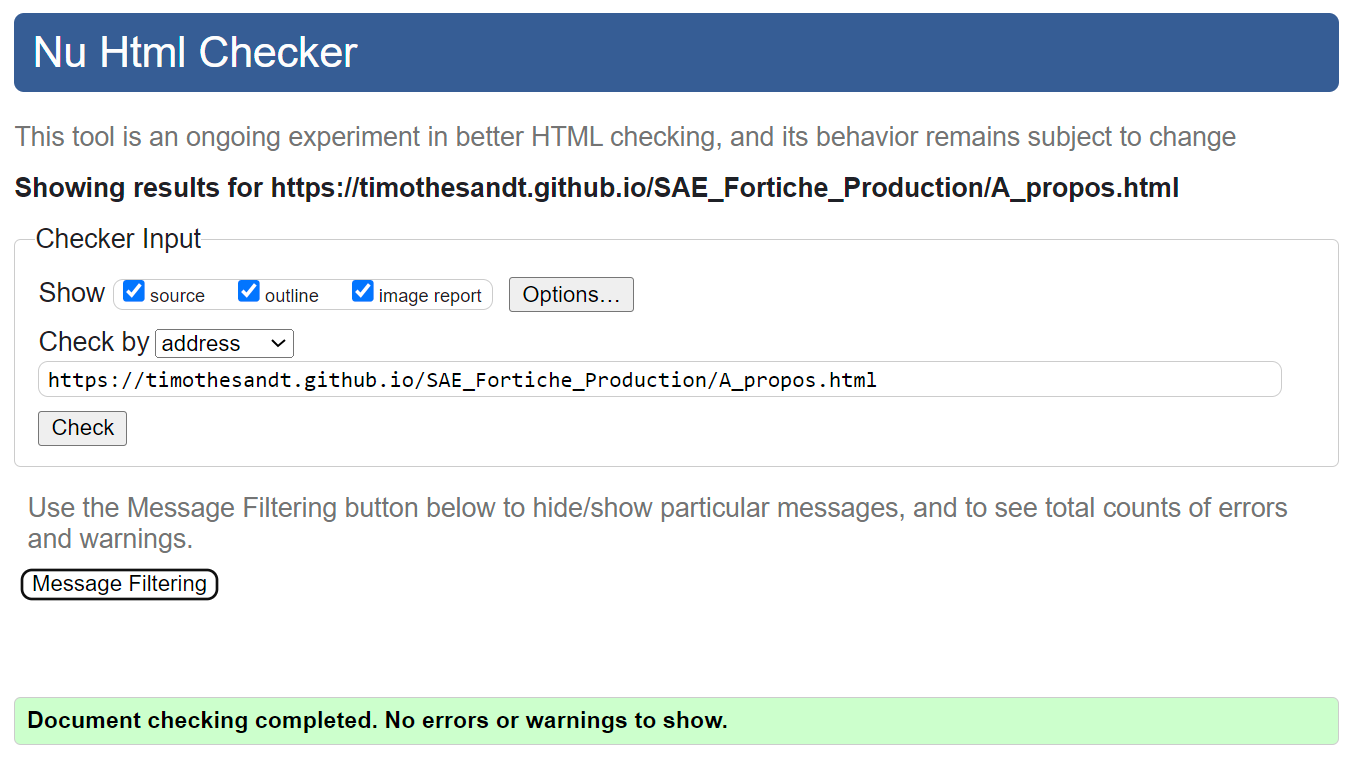 Nu Html Checker
This tool is an ongoing experiment in better HTML checking, and its behavior remains subject to change
Showing results for https://timothesandt.github.io/SAE_Fortiche_Production/A_propos.html
Checker Input
Show source outline image report Options…
Check by address
https://timothesandt.github.io/SAE_Fortiche_Production/A_propos.html
Check
Use the Message Filtering button below to hide/show particular messages, and to see total counts of errors
and warnings.
Message Filtering
Document checking completed. No errors or warnings to show.